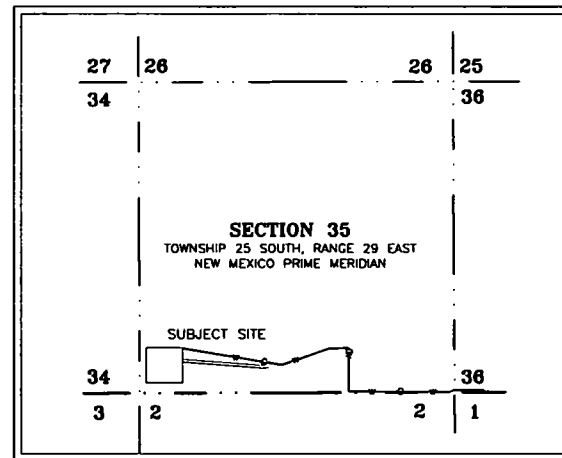 27 26 26 25
34 36
SECTION 35
TOWNSHIP 25 SOUTH, RANGE 29 EAST
NEW MEXICO PRIME MERIDIAN
SUBJECT SITE
34 36
3 2 2 1